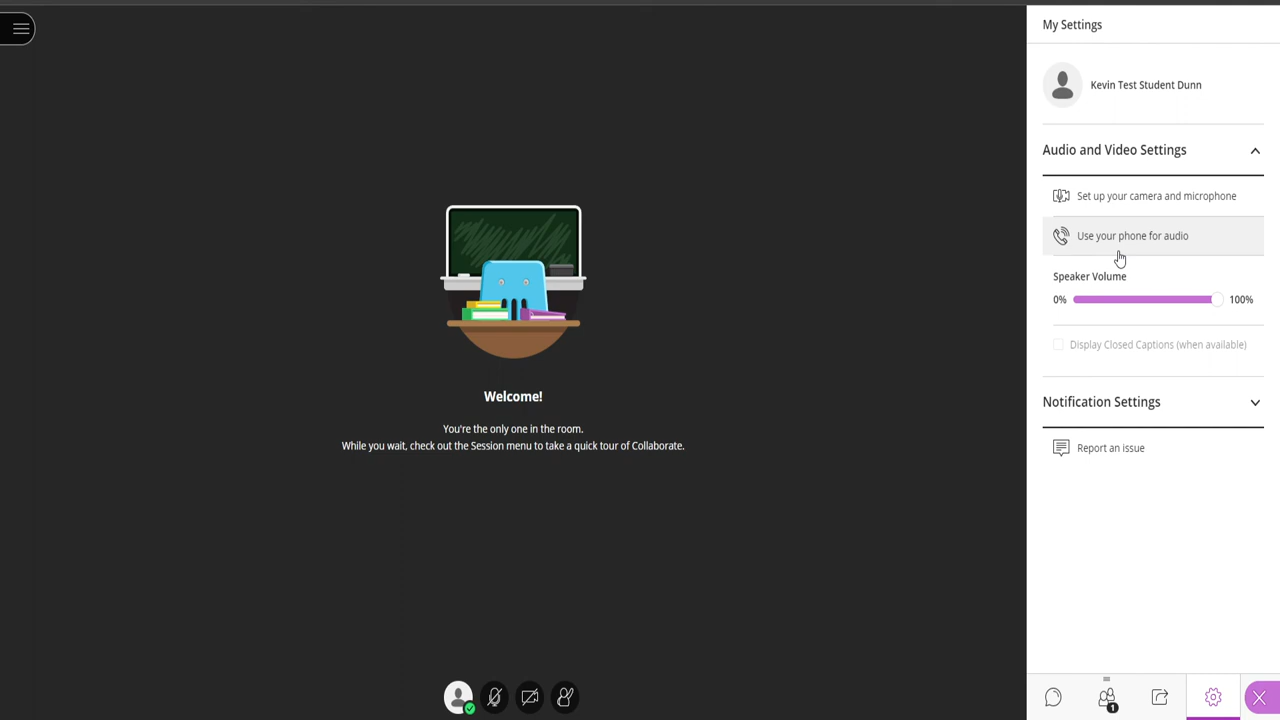 My Settings
Kevin Test Student Dunn
Audio and Video Settings
Set up your camera and microphone
Use your phone for audio
Speaker Volume
0% 100%
Display Closed Captions (when available)
Notification Settings
Report an issue
Welcome!
You're the only one in the room.
While you wait, check out the Session menu to take a quick tour of Collaborate.
1